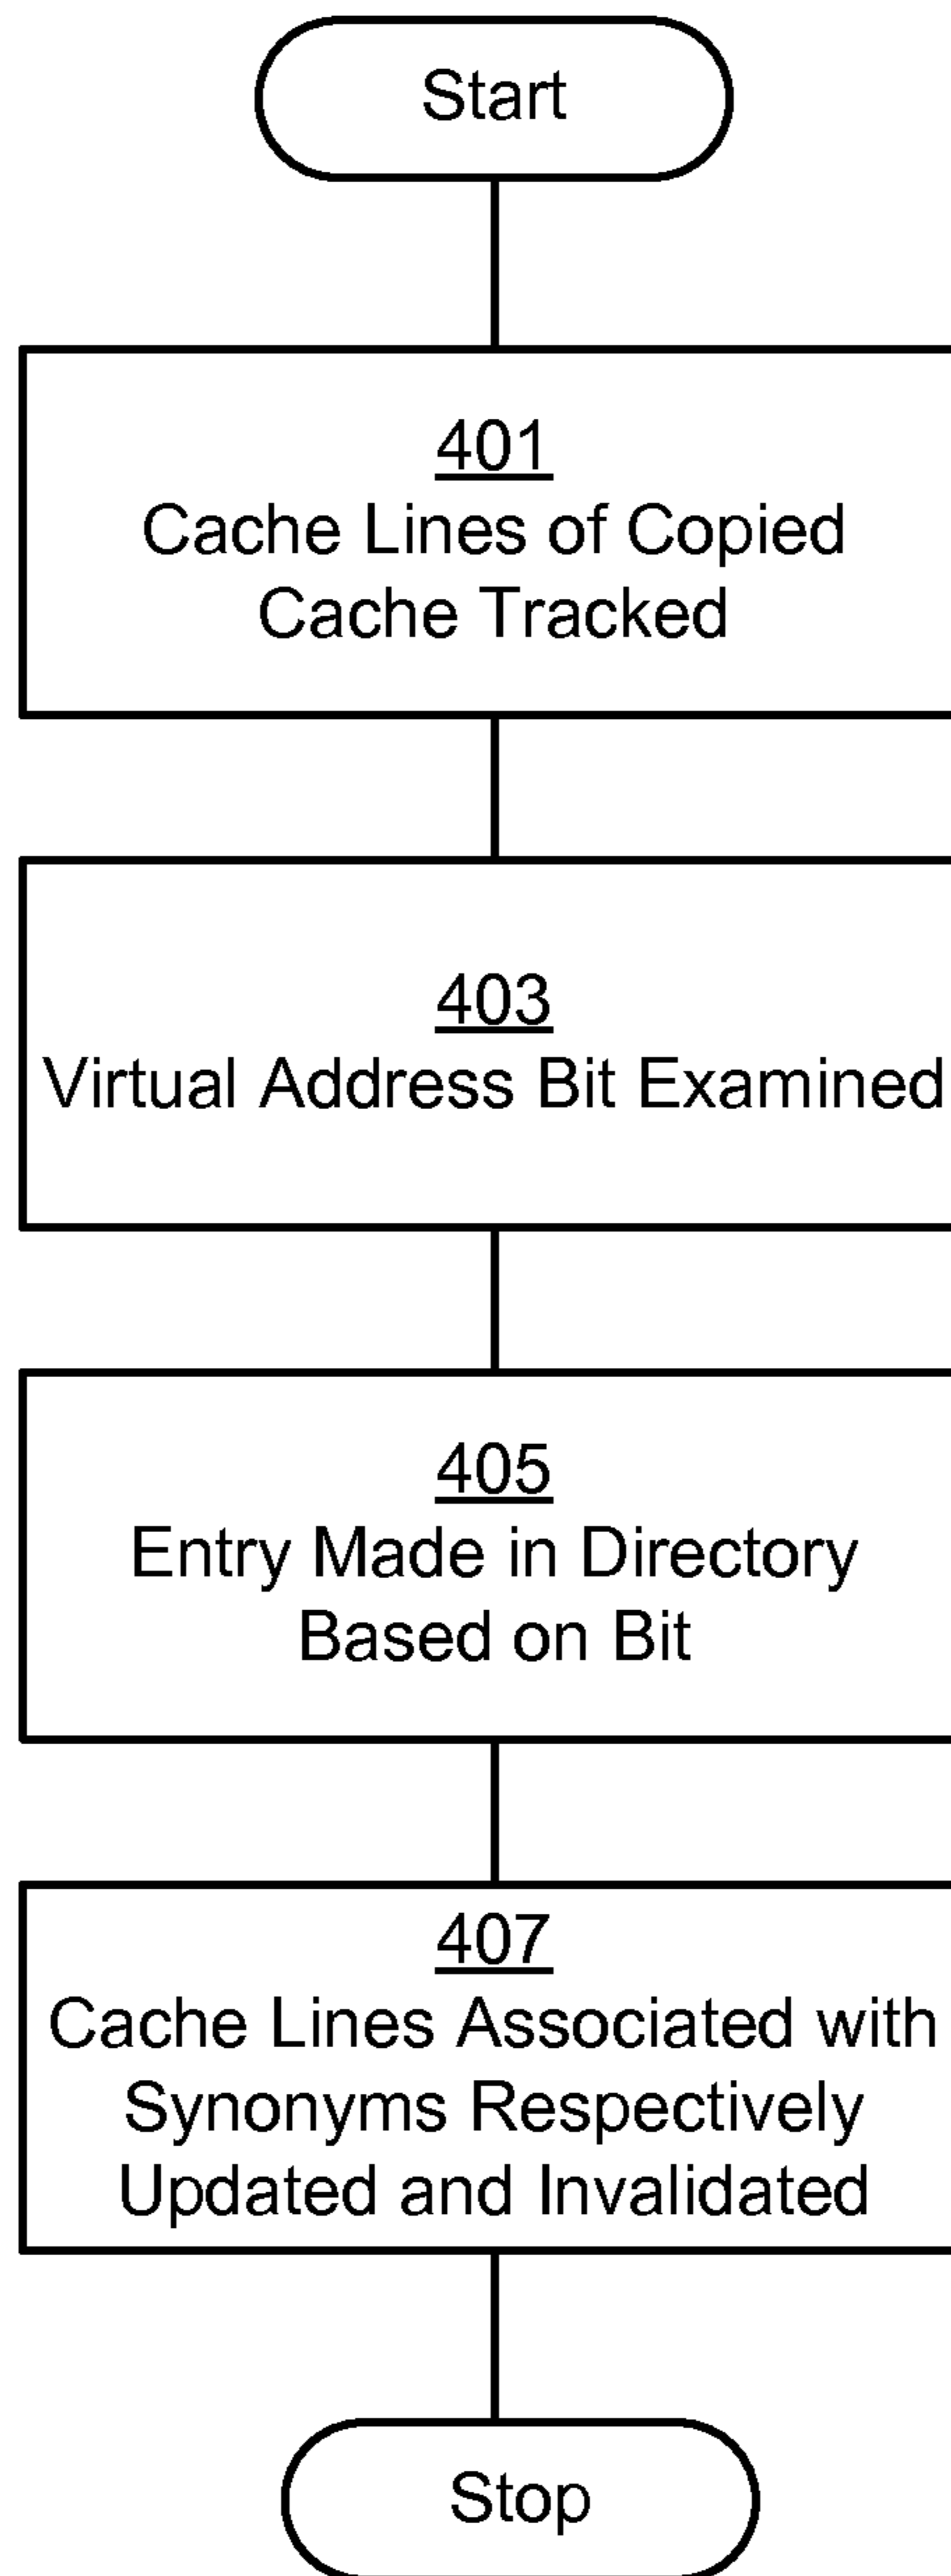 Start
401
Cache Lines of Copied
Cache Tracked
403
Virtual Address Bit Examined
405
Entry Made in Directory
Based on Bit
407
Cache Lines Associated with
Synonyms Respectively
Updated and Invalidated
Stop